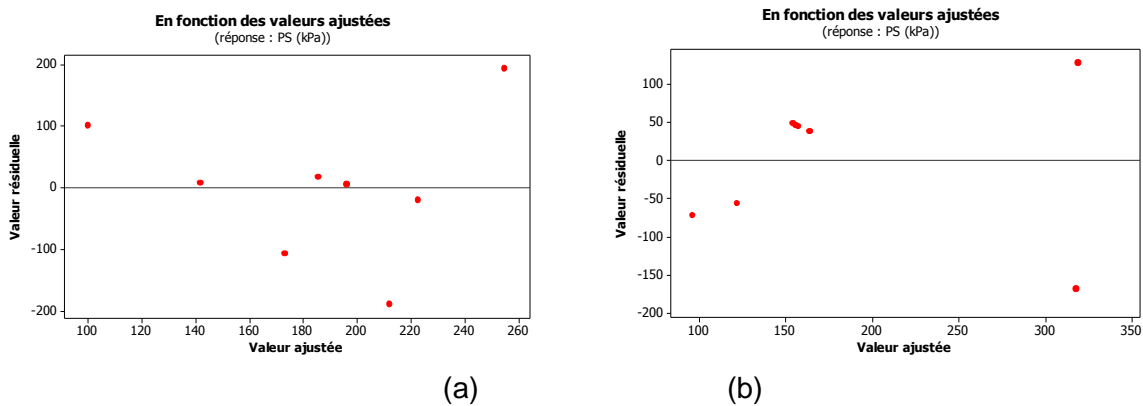 En fonction des valeurs ajustées
(réponse : PS (kPa))
Valeur résiduelle
200
100
0
-100
-200
100 120 140 160 180 200 220 240 260
Valeur ajustée
(a)
En fonction des valeurs ajustées
(réponse : PS (kPa))
Valeur résiduelle
100
50
0
-50
-100
-150
-200
100 150 200 250 300 350
Valeur ajustée
(b)